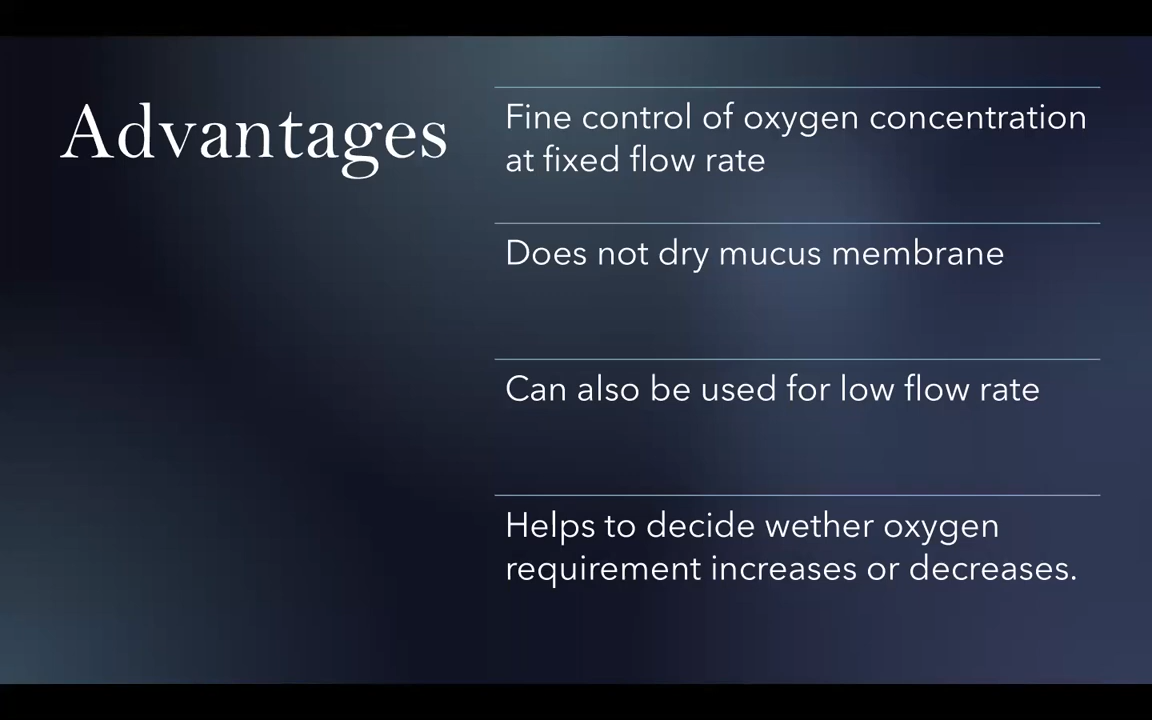 Advantages
Fine control of oxygen concentration
at fixed flow rate
Does not dry mucus membrane
Can also be used for low flow rate
Helps to decide wether oxygen
requirement increases or decreases.